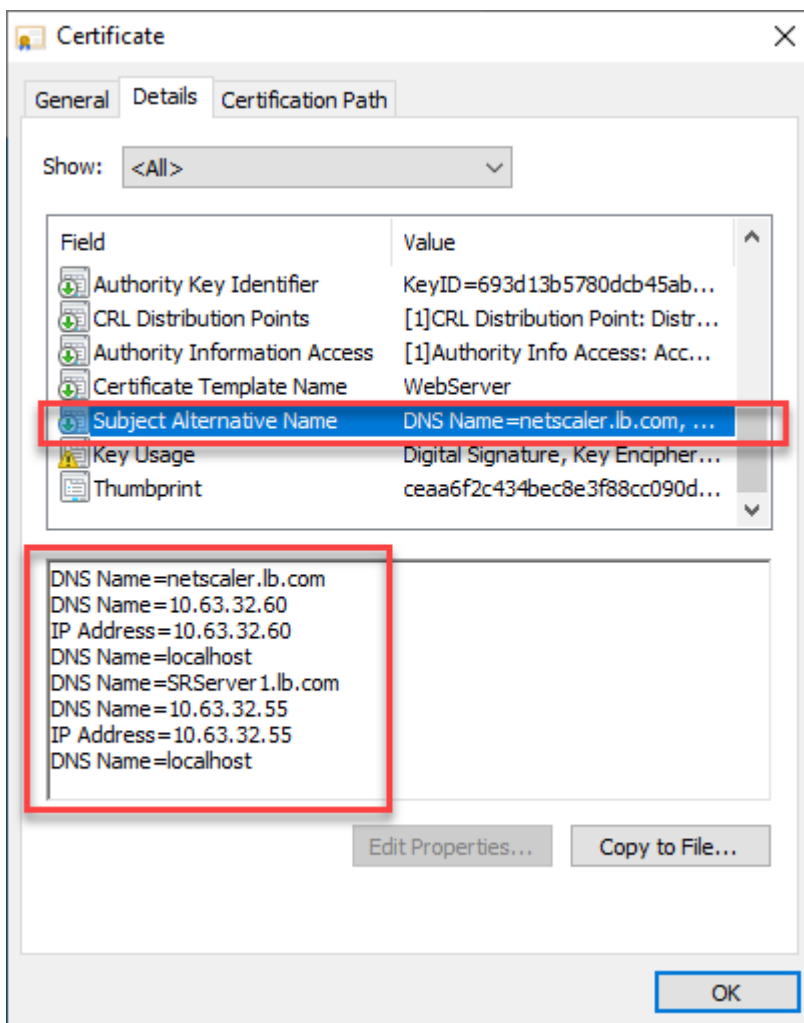 Certificate
General Details Certification Path
Show: <All>
Field Value
Authority Key Identifier KeyID=693d13b5780dcb45ab...
CRL Distribution Points [1]CRL Distribution Point: Distr...
Authority Information Access [1]Authority Info Access: Acc...
Certificate Template Name WebServer
Subject Alternative Name DNS Name=netscaler.lb.com, ...
Key Usage Digital Signature, Key Encipher...
Thumbprint ceaa6f2c434bec8e3f88cc090d...
DNS Name=netscaler.lb.com
DNS Name=10.63.32.60
IP Address=10.63.32.60
DNS Name=localhost
DNS Name=SRServer1.lb.com
DNS Name=10.63.32.55
IP Address=10.63.32.55
DNS Name=localhost
Edit Properties... Copy to File...
OK